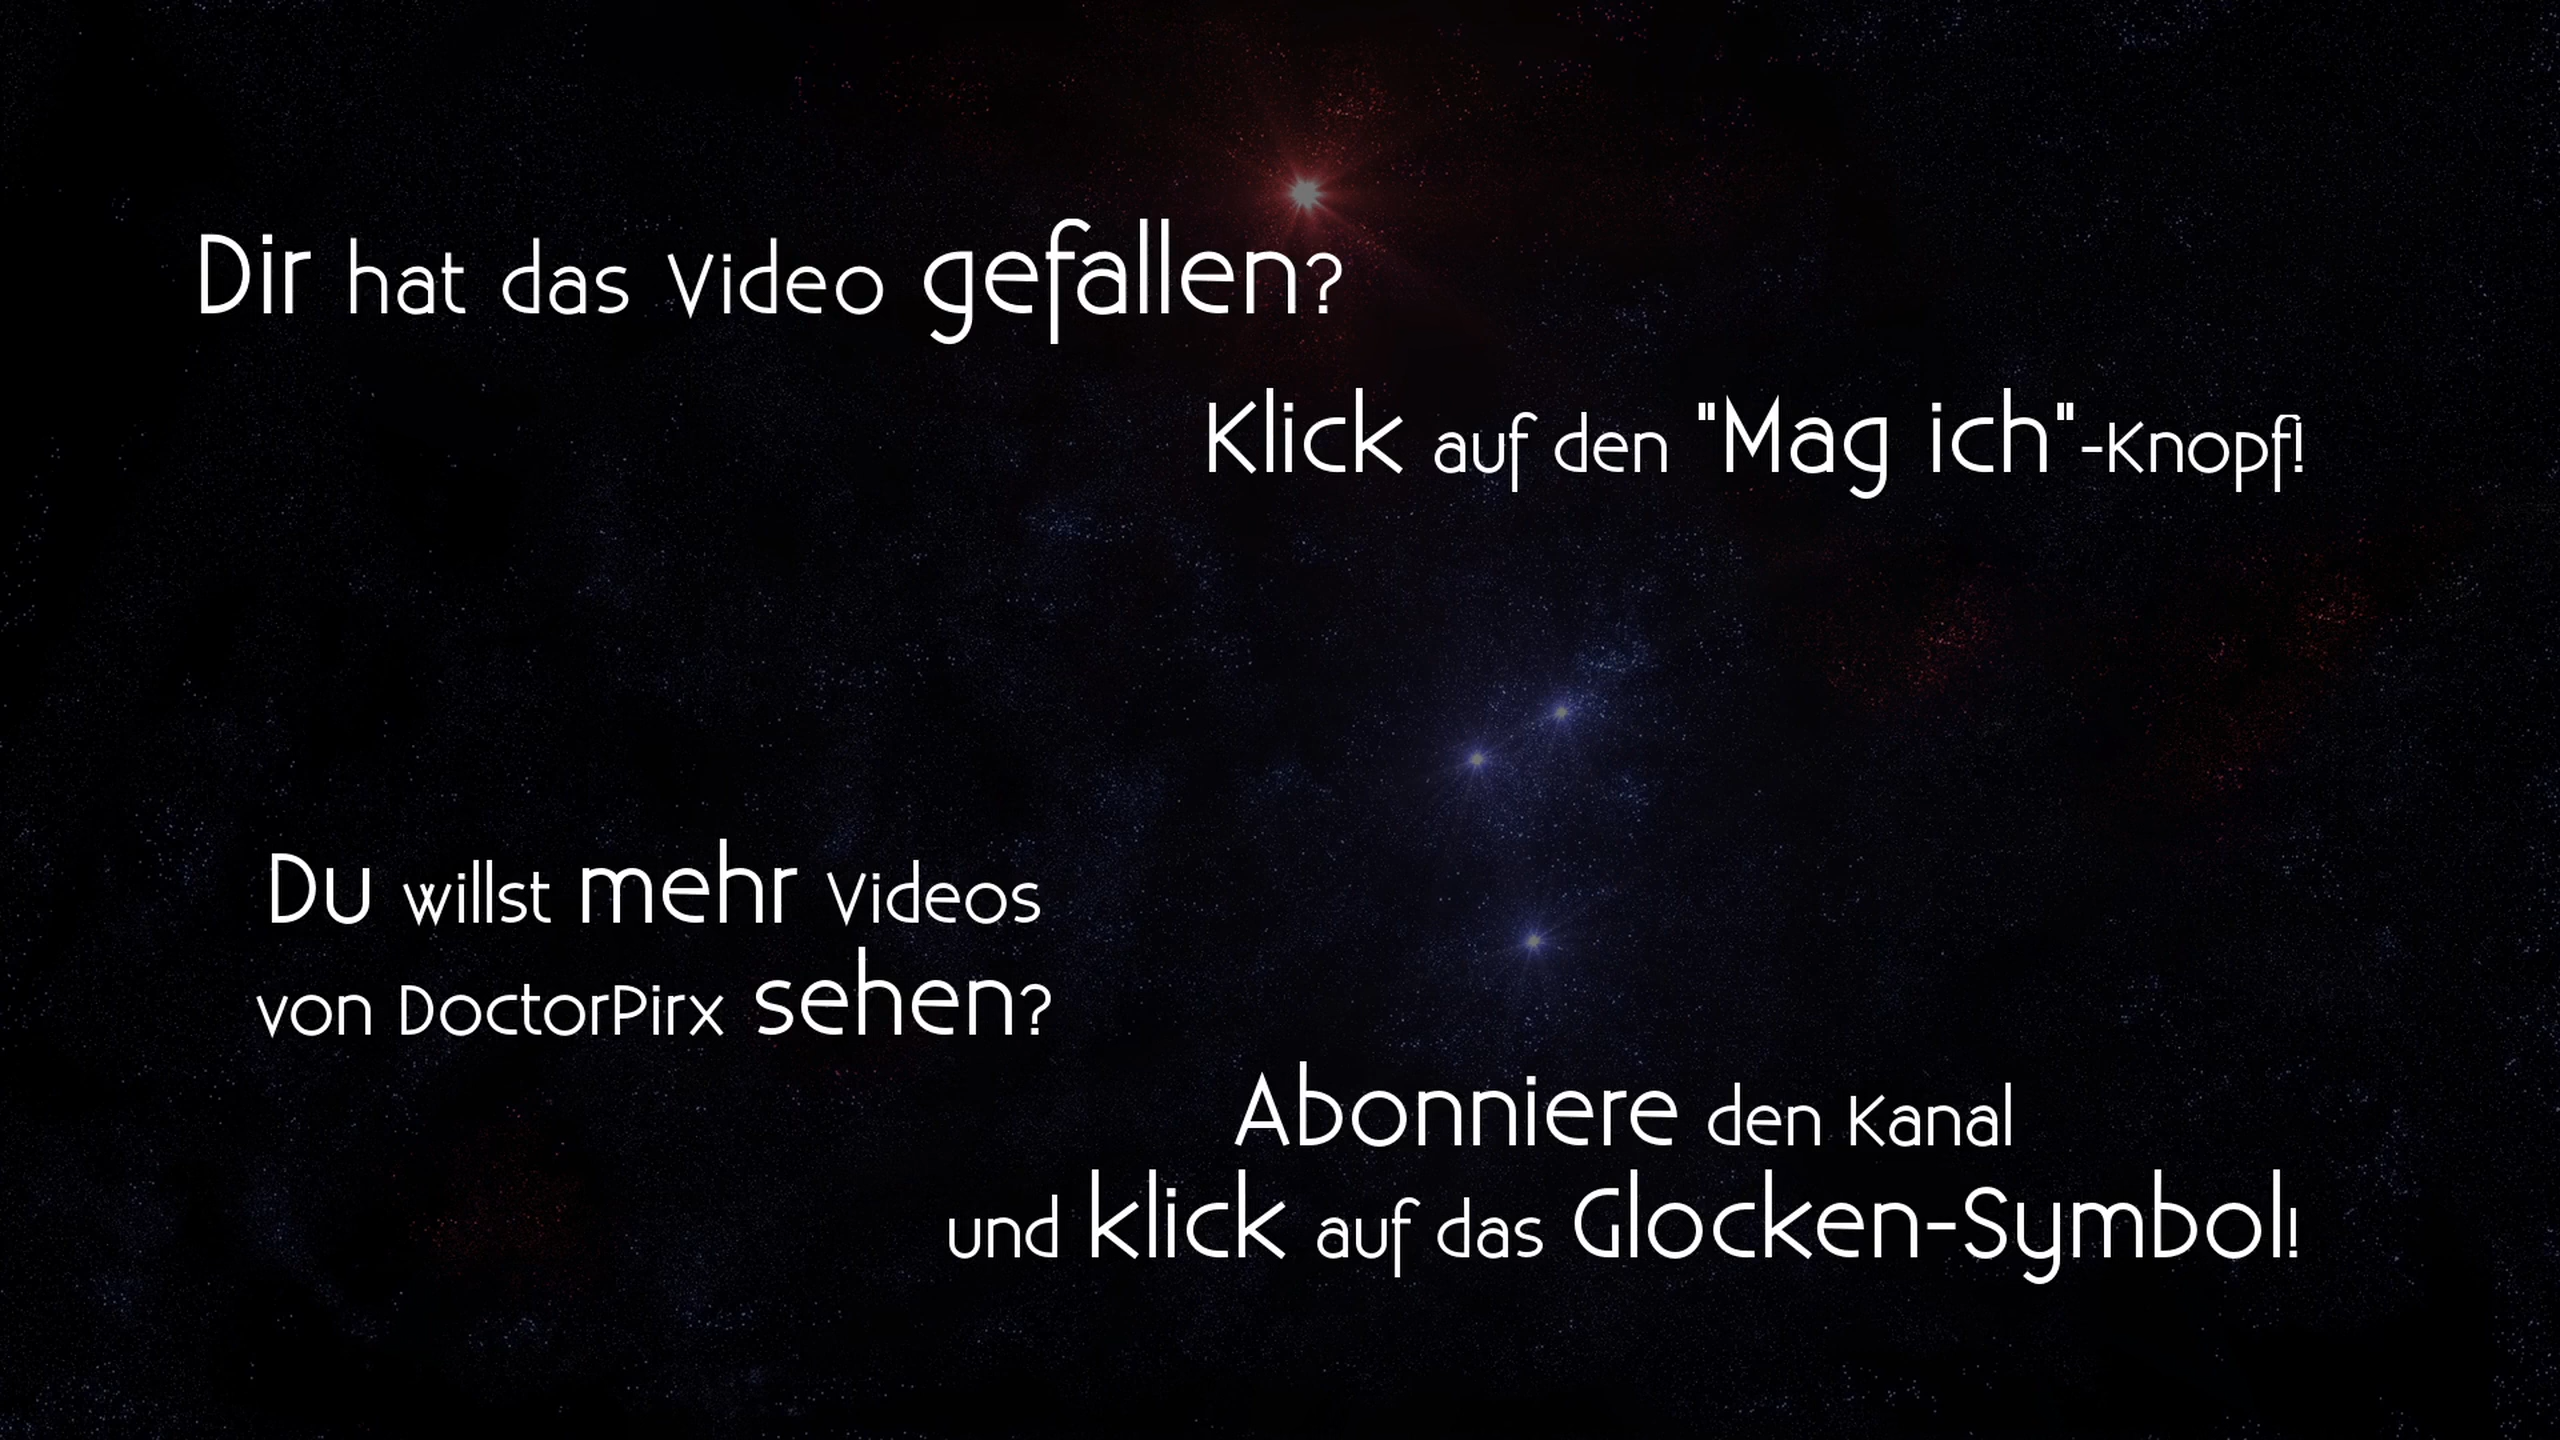 Dir hat das Video gefallen?
Klick auf den "Mag ich"-Knopf!
Du willst mehr Videos
von DoctorPirx sehen?
Abonniere den Kanal
und klick auf das Glocken-Symbol!